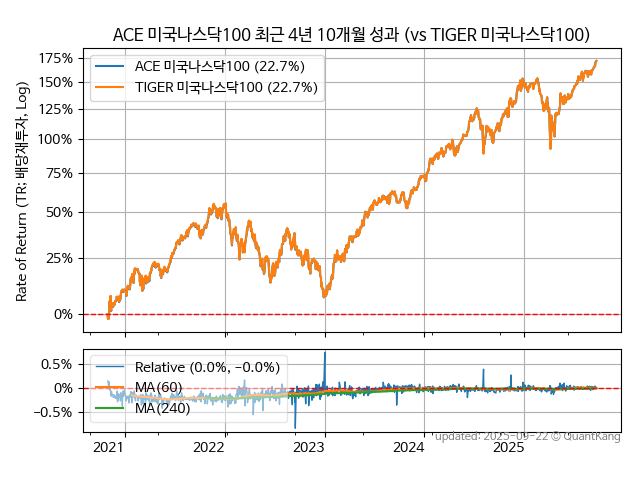 ACE 미국나스닥100 최근 4년 10개월 성과 (vs TIGER 미국나스닥100)
Rate of Return (TR: 배당재투자, Log)
175%
150%
125%
100%
75%
50%
25%
0%
ACE 미국나스닥100 (22.7%)
TIGER 미국나스닥100 (22.7%)
0.5%
0%
−0.5%
Relative (0.0%, −0.0%)
MA(60)
MA(240)
2021
2022
2023
2024
2025
updated: 2025-09-22 © QuantKang